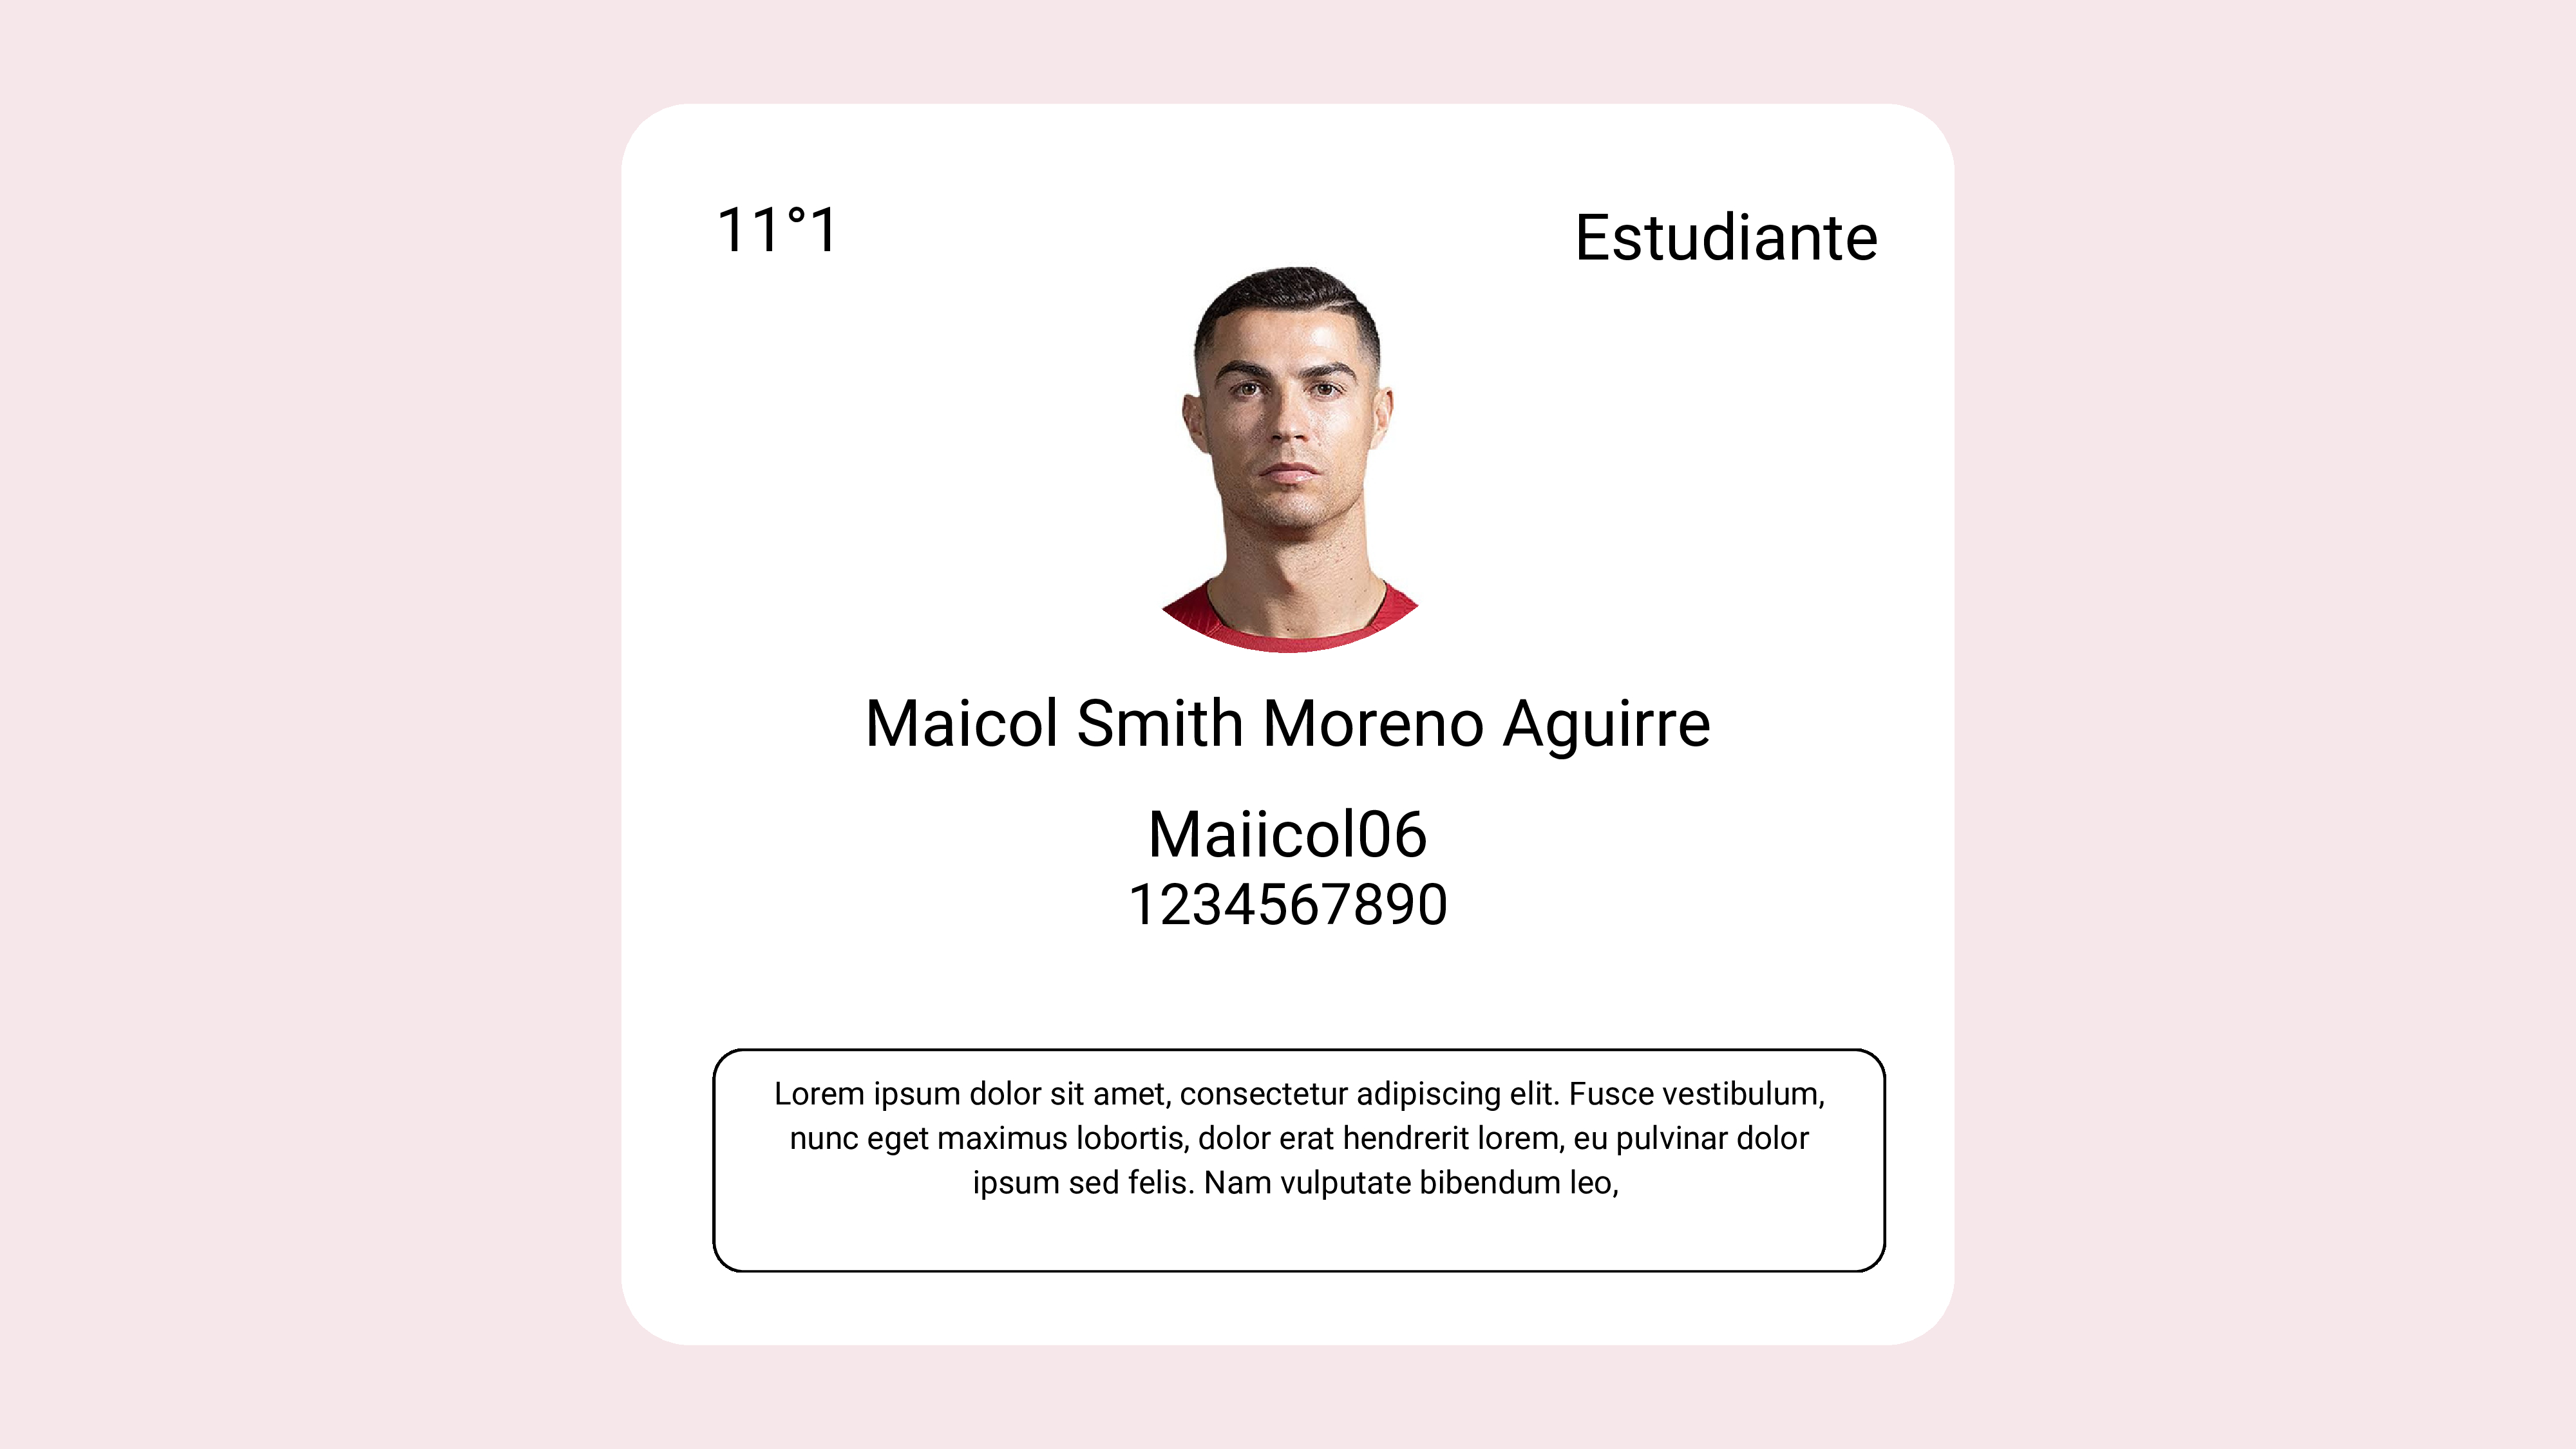 11°1
Estudiante
Maicol Smith Moreno Aguirre
Maiicol06
1234567890
Lorem ipsum dolor sit amet, consectetur adipiscing elit. Fusce vestibulum,
nunc eget maximus lobortis, dolor erat hendrerit lorem, eu pulvinar dolor
ipsum sed felis. Nam vulputate bibendum leo,